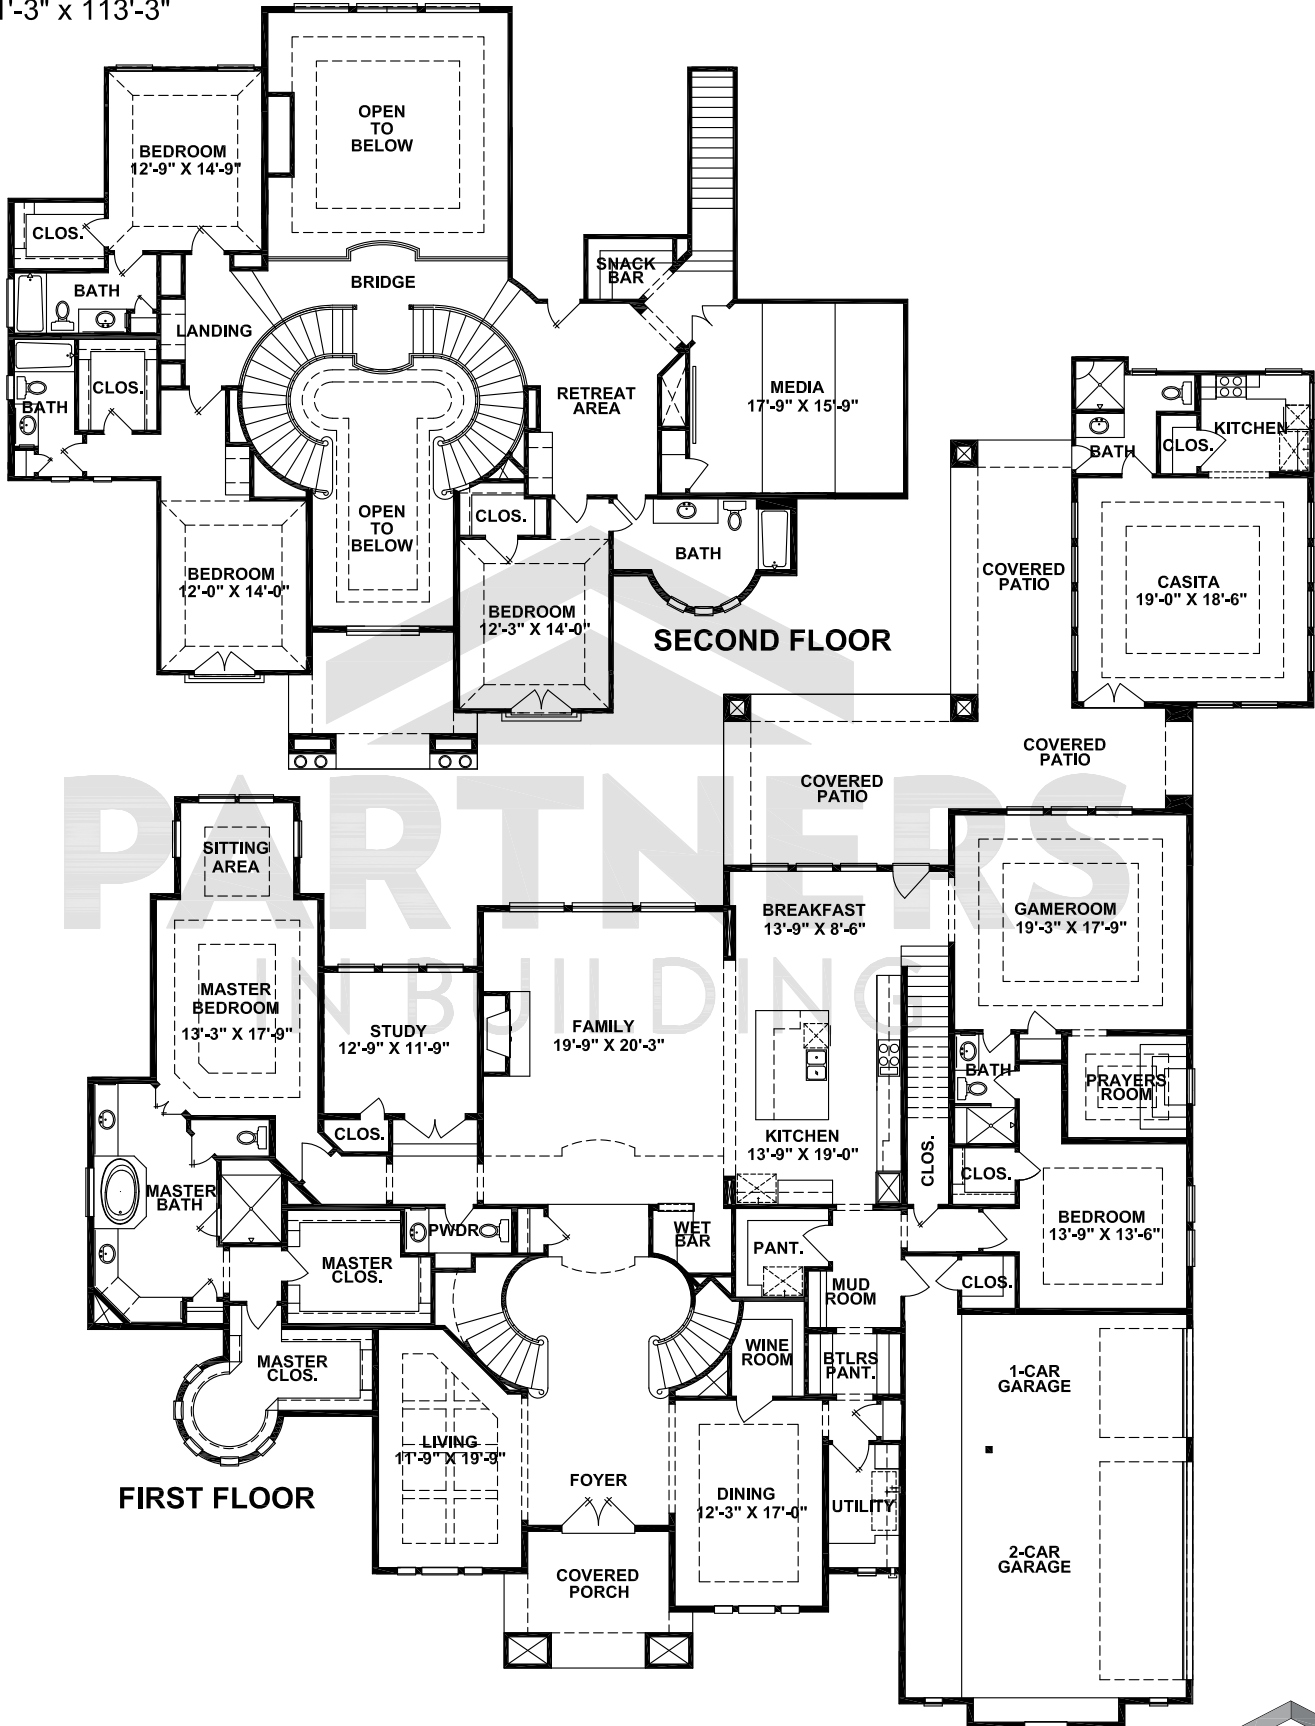 1'-3" x 113'-3"
OPEN
TO
BELOW
BEDROOM
12'-9" X 14'-9"
CLOS.
BATH
LANDING
BRIDGE
SNACK
BAR
CLOS.
BATH
RETREAT
AREA
MEDIA
17'-9" X 15'-9"
OPEN
TO
BELOW
CLOS.
BATH
BEDROOM
12'-0" X 14'-0"
BEDROOM
12'-3" X 14'-0"
SECOND FLOOR
KITCHEN
CLOS.
BATH
COVERED
PATIO
CASITA
19'-0" X 18'-6"
COVERED
PATIO
COVERED
PATIO
PARTNERS
IN BUILDING
SITTING
AREA
MASTER
BEDROOM
13'-3" X 17'-9"
STUDY
12'-9" X 11'-9"
FAMILY
19'-9" X 20'-3"
BREAKFAST
13'-9" X 8'-6"
GAMEROOM
19'-3" X 17'-9"
BATH
PRAYERS
ROOM
CLOS.
KITCHEN
13'-9" X 19'-0"
CLOS.
CLOS.
MASTER
BATH
PWDR
WET
BAR
PANT.
BEDROOM
13'-9" X 13'-6"
MASTER
CLOS.
MUD
ROOM
CLOS.
MASTER
CLOS.
WINE
ROOM
BTLRS
PANT.
1-CAR
GARAGE
LIVING
11'-9" X 19'-9"
FOYER
DINING
12'-3" X 17'-0"
UTILITY
FIRST FLOOR
COVERED
PORCH
2-CAR
GARAGE